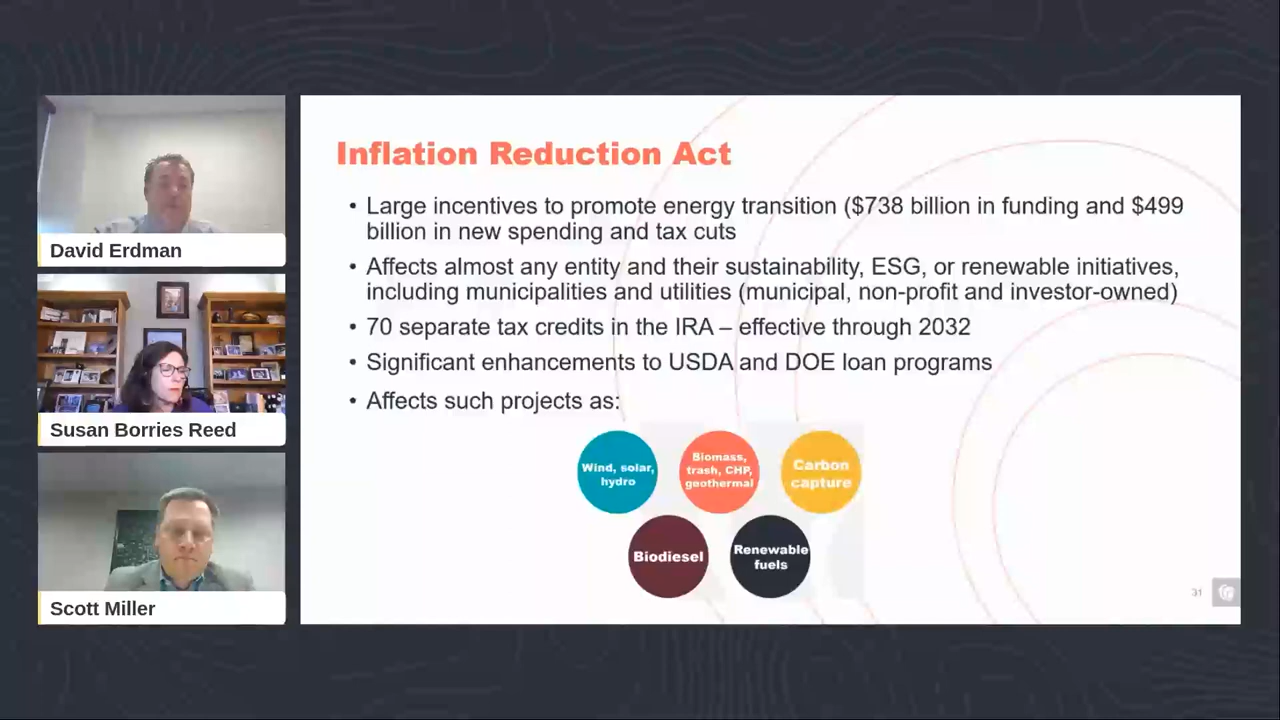 David Erdman
Susan Borries Reed
Scott Miller
Inflation Reduction Act
• Large incentives to promote energy transition ($738 billion in funding and $499
billion in new spending and tax cuts
• Affects almost any entity and their sustainability, ESG, or renewable initiatives,
including municipalities and utilities (municipal, non-profit and investor-owned)
• 70 separate tax credits in the IRA – effective through 2032
• Significant enhancements to USDA and DOE loan programs
• Affects such projects as:
Wind, solar,
hydro
Biomass,
trash, CHP,
geothermal
Carbon
capture
Biodiesel
Renewable
fuels
31